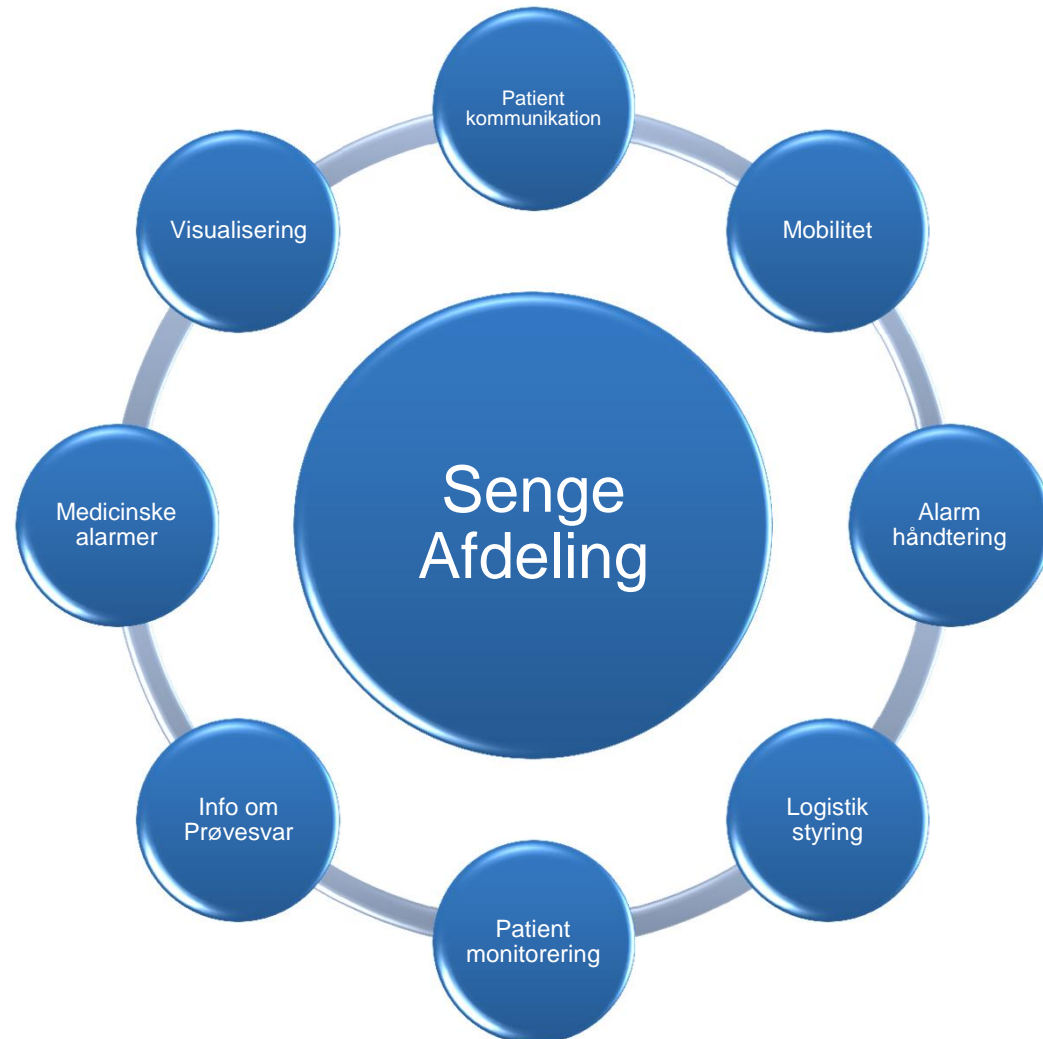 Patient
kommunikation
Mobilitet
Alarm
håndtering
Logistik
styring
Patient
monitorering
Info om
Prøvesvar
Medicinske
alarmer
Visualisering
Senge
Afdeling